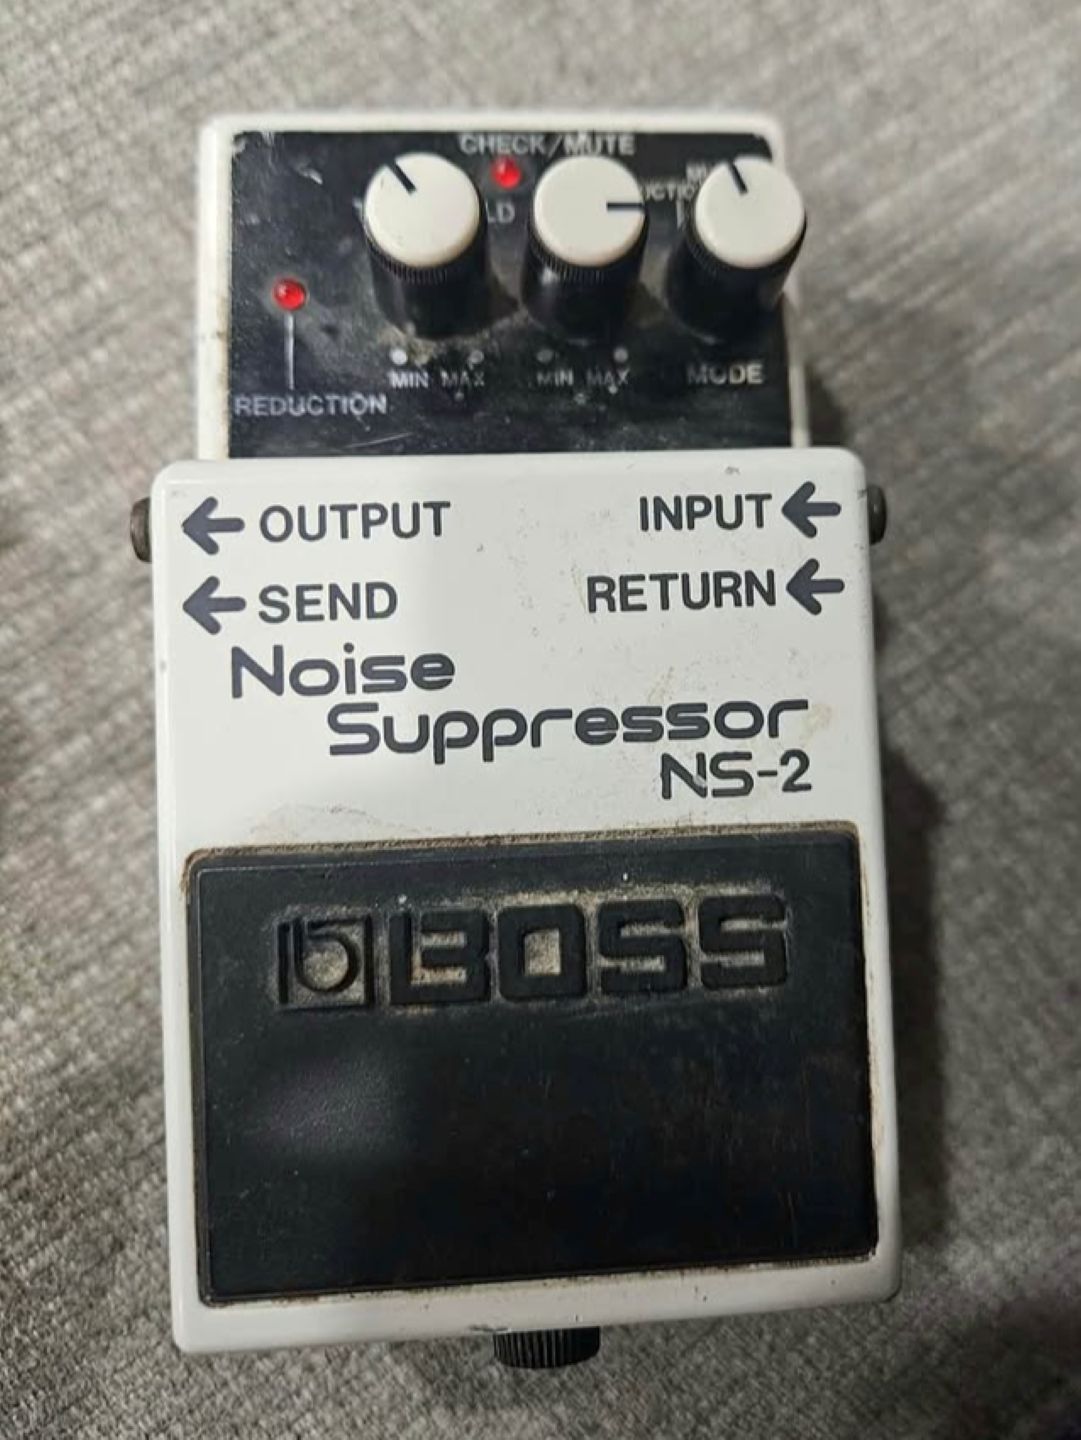 CHECK/MUTE
REDUCTION
MIN MAX
MIN MAX
MODE
OUTPUT
INPUT
SEND
RETURN
Noise
Suppressor
NS-2
BOSS